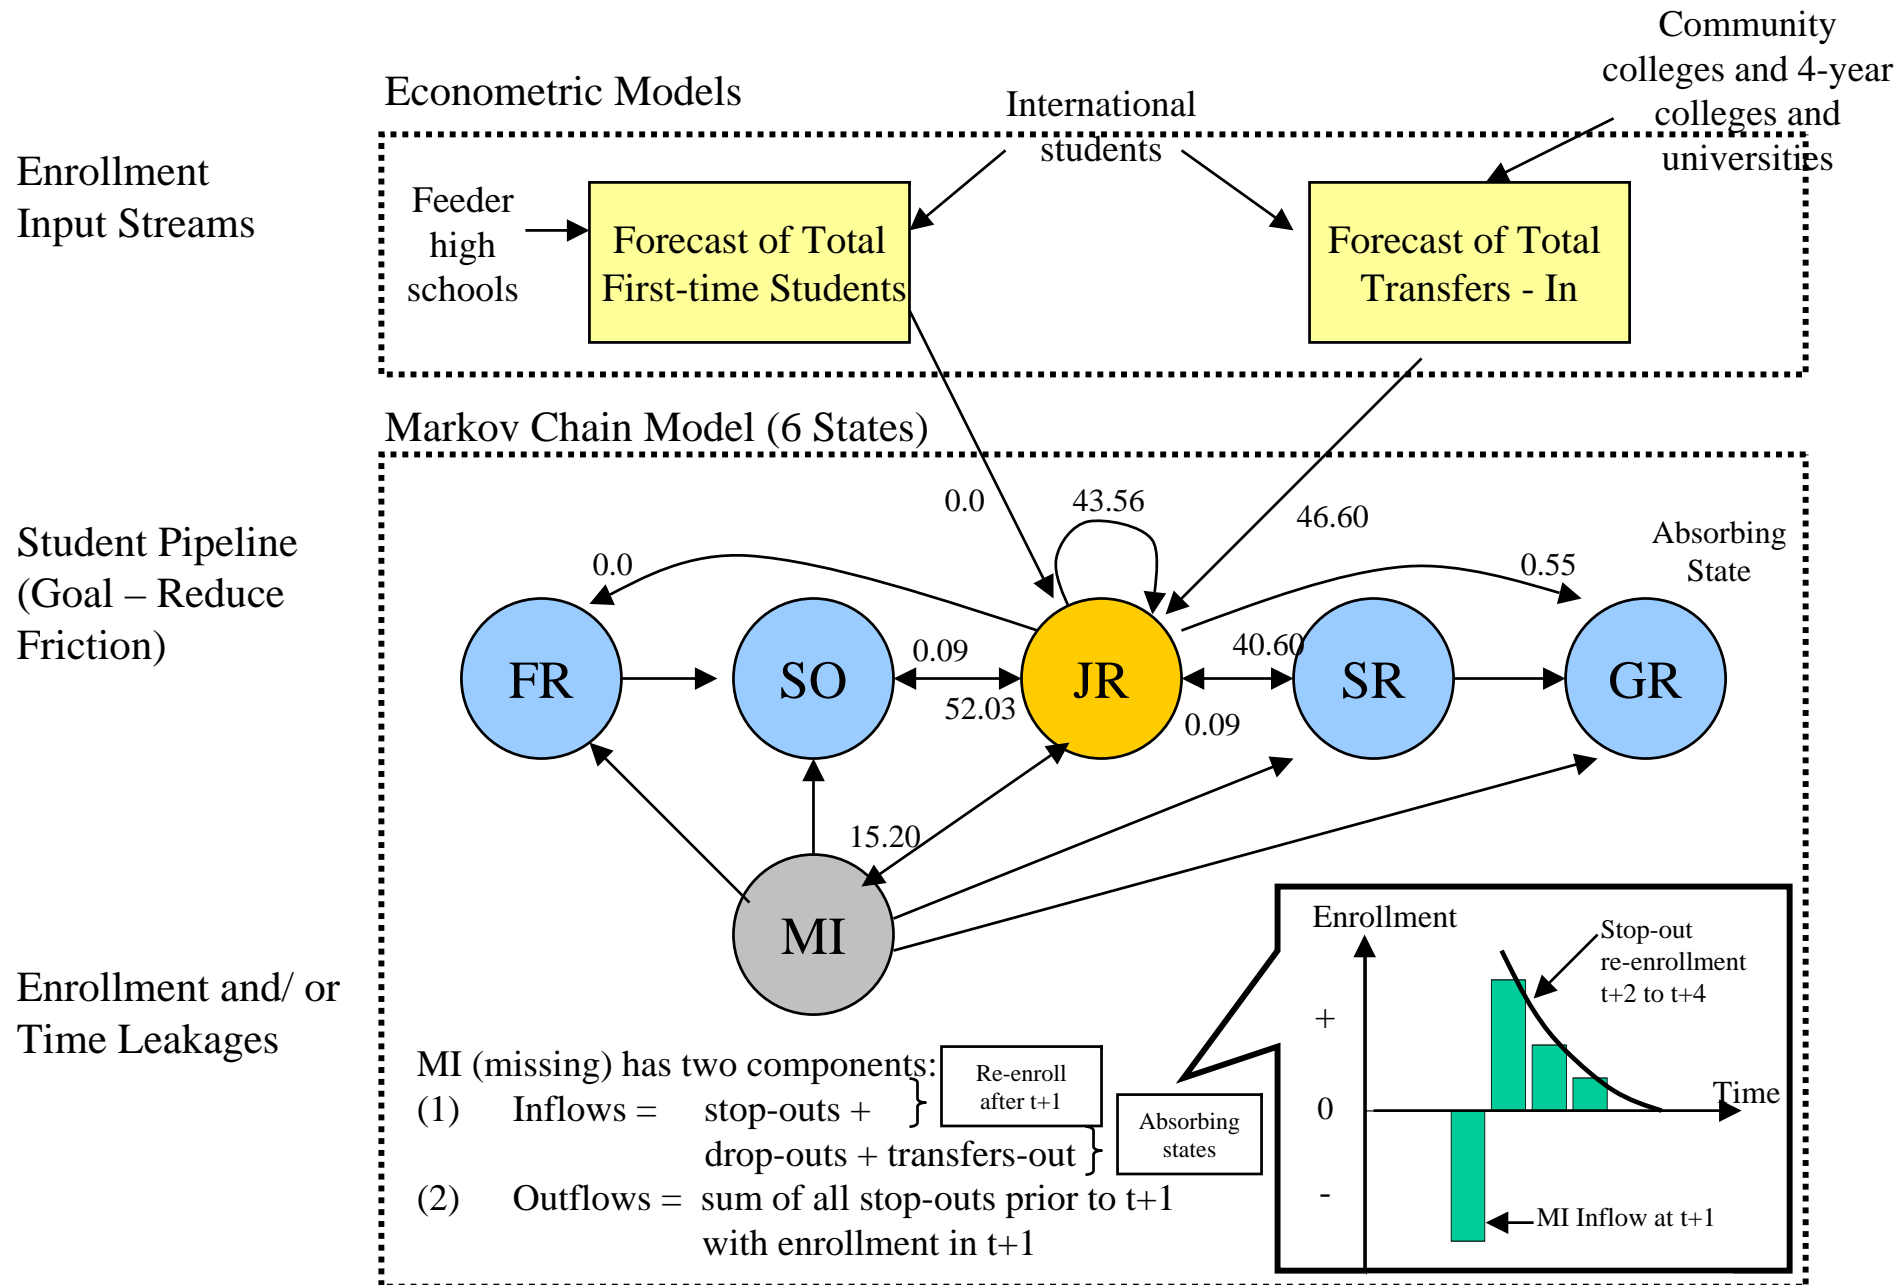 Community
colleges and 4-year
colleges and
universities
Econometric Models
International
students
Enrollment
Input Streams
Feeder
high
schools
Forecast of Total
First-time Students
Forecast of Total
Transfers - In
Markov Chain Model (6 States)
Student Pipeline
(Goal – Reduce
Friction)
0.0
43.56
46.60
Absorbing
State
0.0
0.55
FR
SO
0.09
52.03
JR
40.60
0.09
SR
GR
15.20
MI
Enrollment and/ or
Time Leakages
MI (missing) has two components:
(1) Inflows = stop-outs +
drop-outs + transfers-out
(2) Outflows = sum of all stop-outs prior to t+1
with enrollment in t+1
Re-enroll
after t+1
Absorbing
states
Enrollment
Stop-out
re-enrollment
t+2 to t+4
+
0
-
Time
MI Inflow at t+1